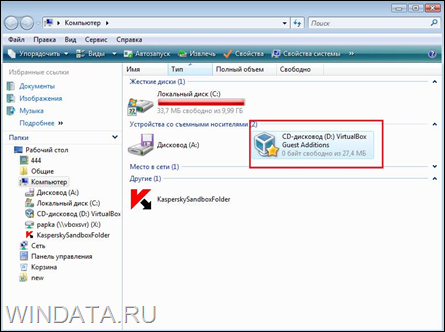 Компьютер
Поиск
Файл Правка Вид Сервис Справка
Упорядочить Виды Автозапуск Извлечь Свойства Свойства системы
Избранные ссылки
Документы
Изображения
Музыка
Подробнее
Папки
Рабочий стол
444
Общие
Компьютер
Дисковод (A:)
Локальный диск (C:)
CD-дисковод (D:) VirtualBox
papka (\\vboxsrv) (X:)
KasperskySandboxFolder
Сеть
Панель управления
Корзина
new
Имя Тип Полный объем Свободно
Жесткие диски (1)
Локальный диск (C:)
33,7 МБ свободно из 9,99 ГБ
Устройства со съемными носителями (2)
Дисковод (A:)
CD-дисковод (D:) VirtualBox
Guest Additions
0 байт свободно из 27,4 МБ
Место в сети (1)
Другие (1)
KasperskySandboxFolder
WINDATA.RU